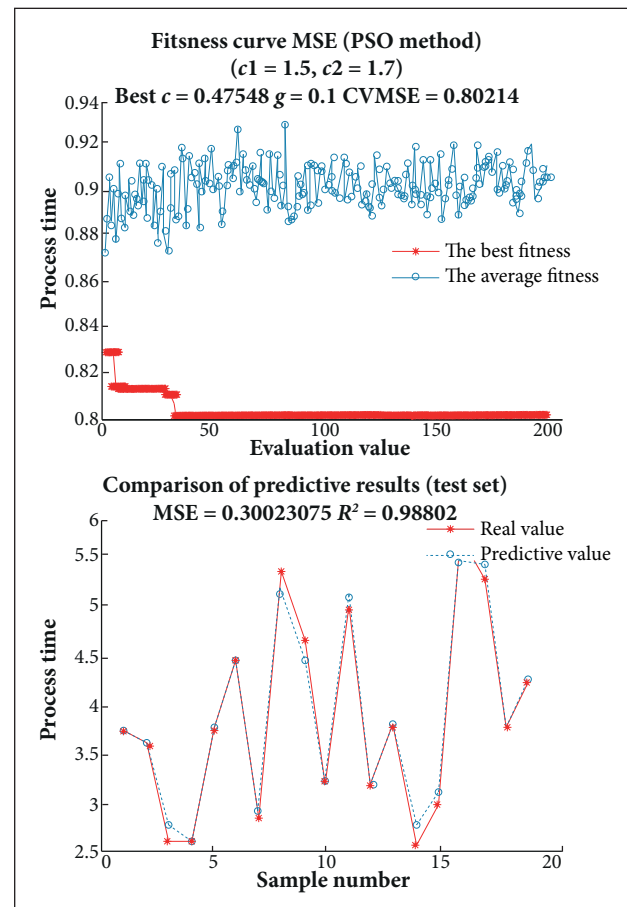 Fitsness curve MSE (PSO method)
(c1 = 1.5, c2 = 1.7)
Best c = 0.47548 g = 0.1 CVMSE = 0.80214
0.94
0.92
0.9
0.88
0.86
0.84
0.82
0.8
Process time
The best fitness
The average fitness
0
50
100
150
200
Evaluation value
Comparison of predictive results (test set)
MSE = 0.30023075 R² = 0.98802
6
5.5
5
4.5
4
3.5
3
2.5
Process time
Real value
Predictive value
0
5
10
15
20
Sample number